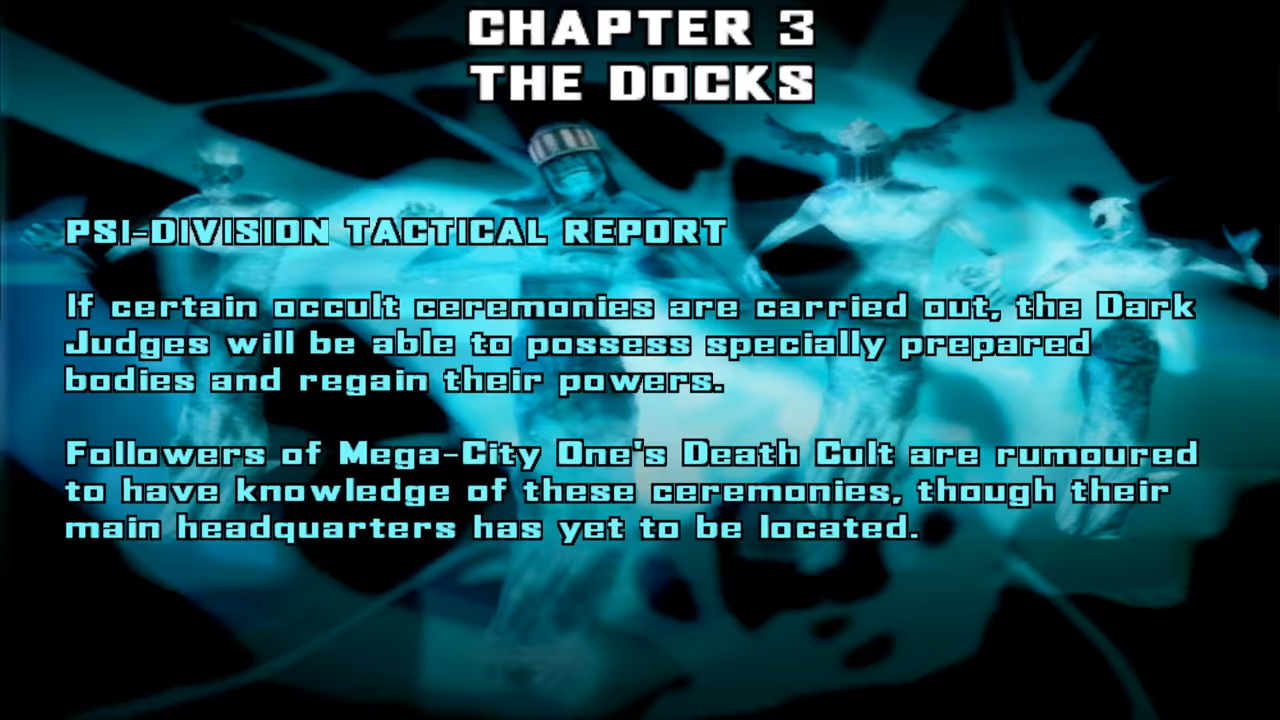 CHAPTER 3
THE DOCKS
PSI-DIVISION TACTICAL REPORT
If certain occult ceremonies are carried out, the Dark
Judges will be able to possess specially prepared
bodies and regain their powers.
Followers of Mega-City One's Death Cult are rumoured
to have knowledge of these ceremonies, though their
main headquarters has yet to be located.